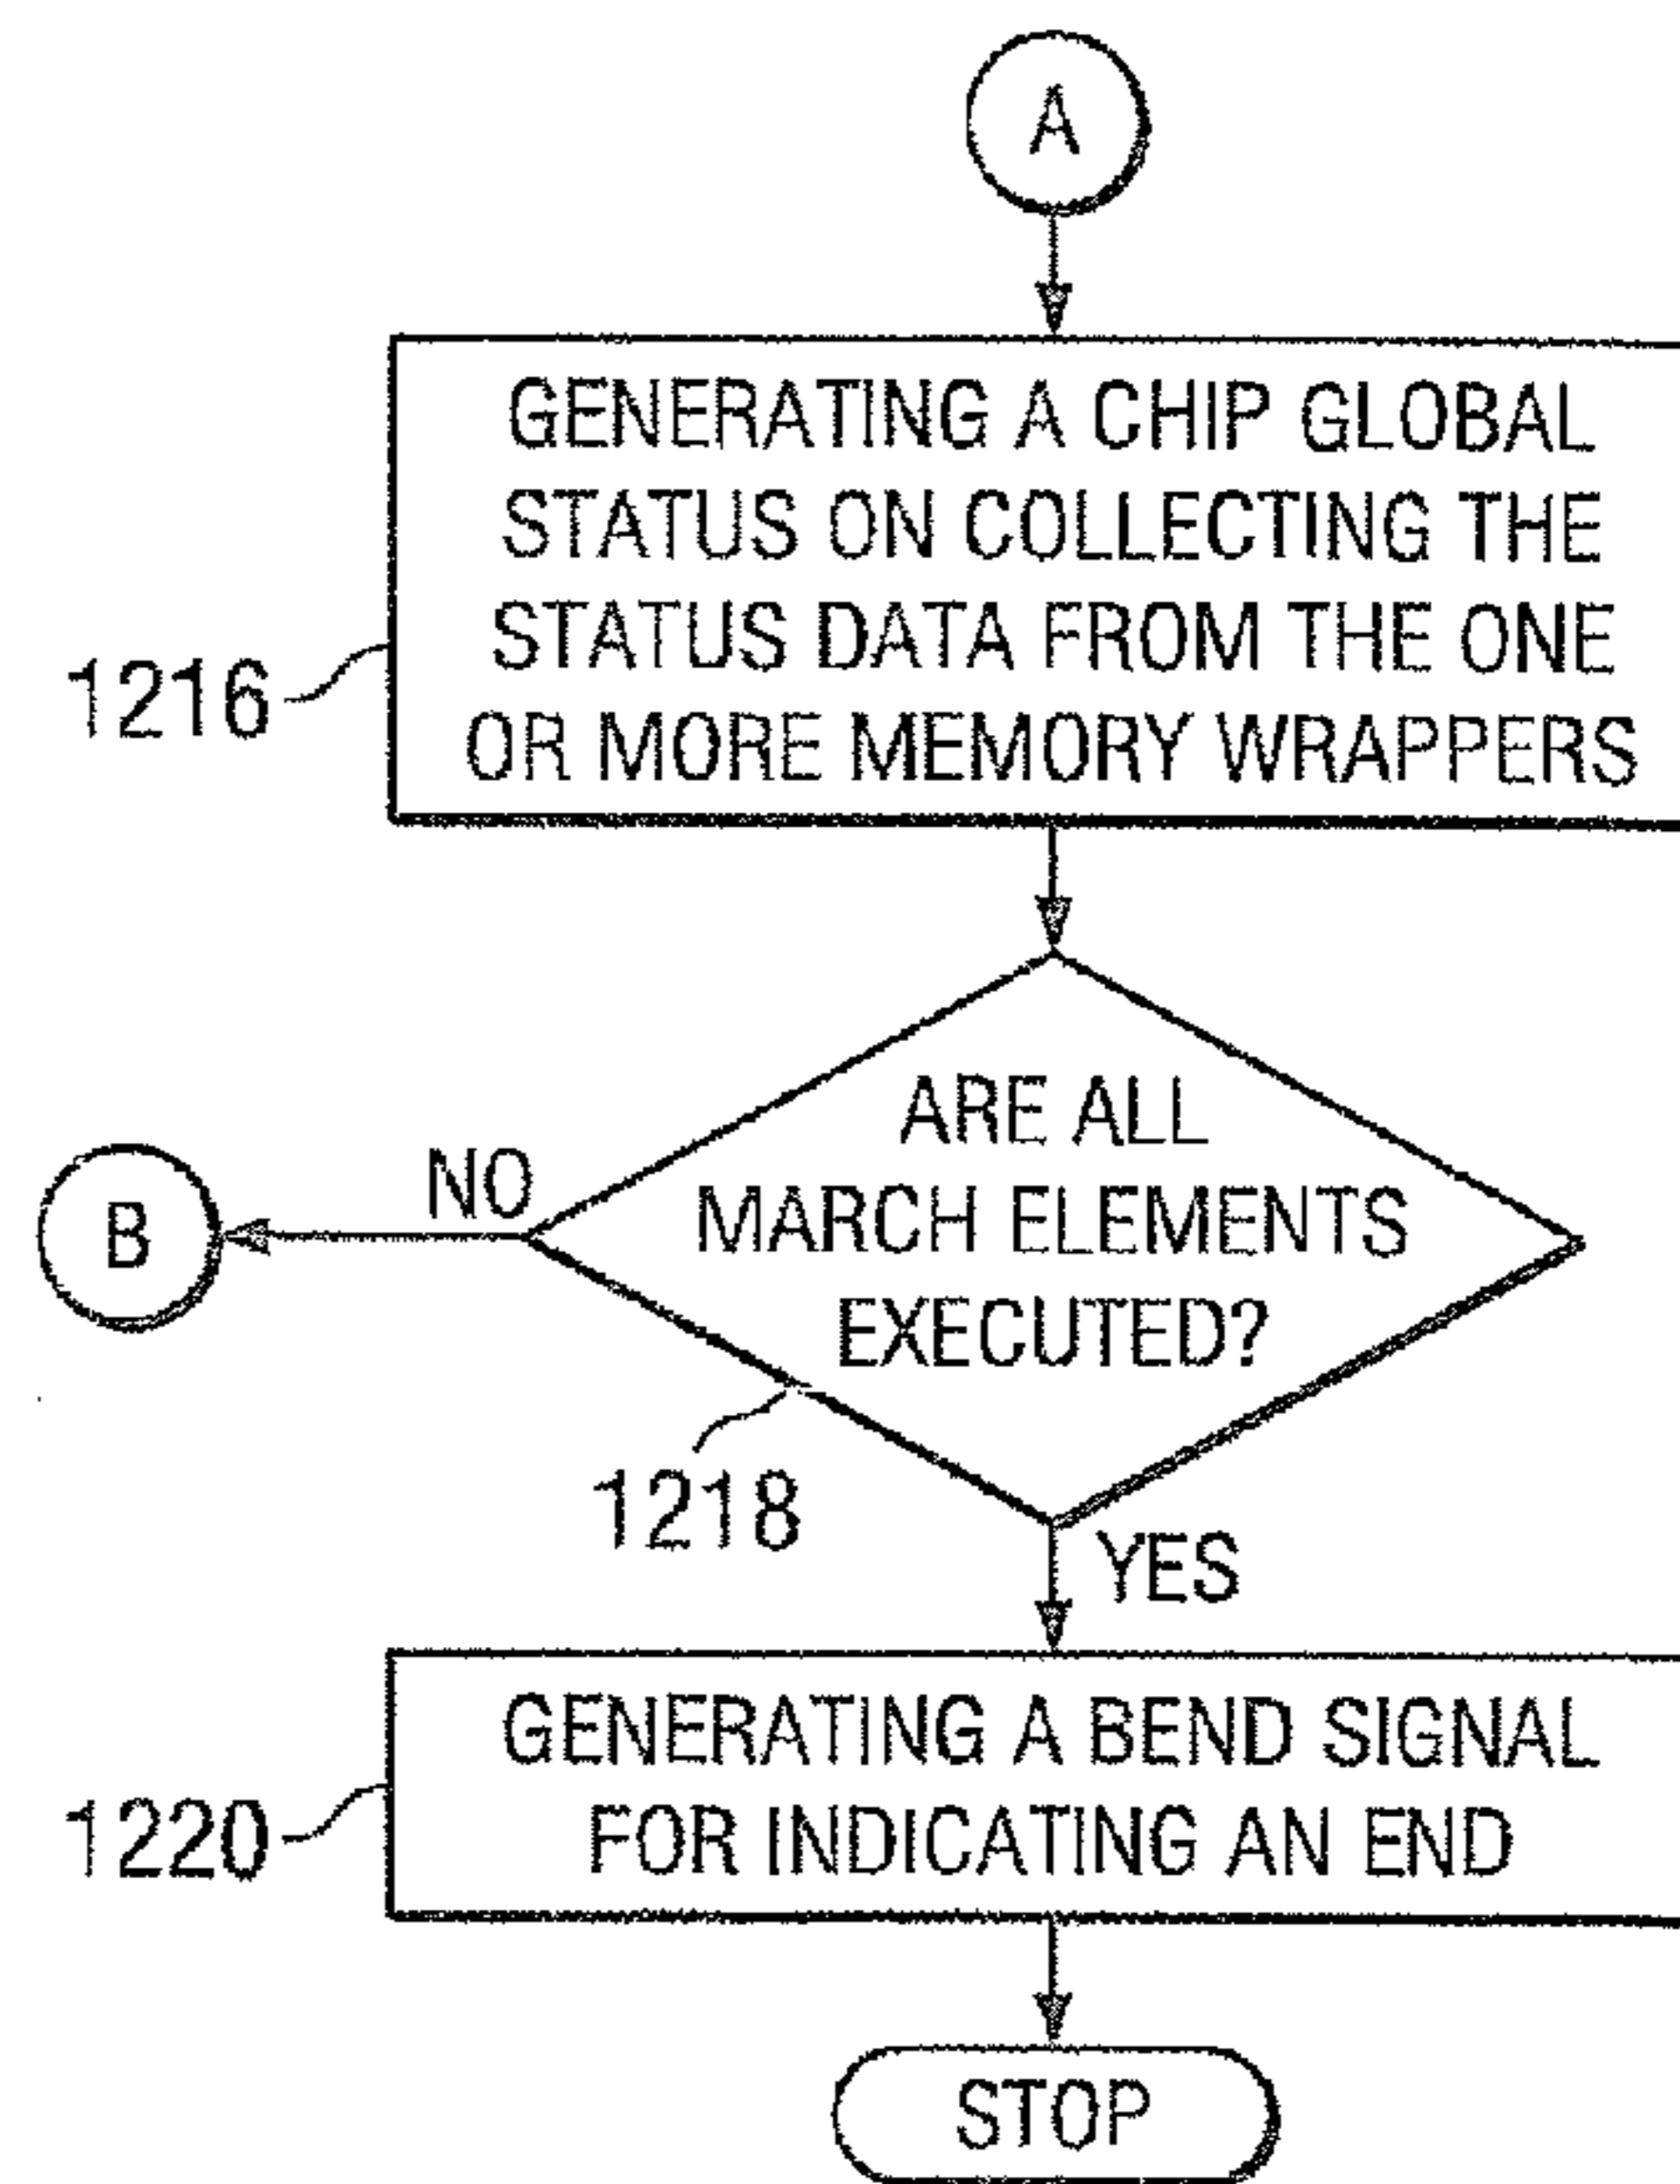 A
GENERATING A CHIP GLOBAL
STATUS ON COLLECTING THE
STATUS DATA FROM THE ONE
OR MORE MEMORY WRAPPERS
1216
ARE ALL
MARCH ELEMENTS
EXECUTED?
NO
B
1218
YES
GENERATING A BEND SIGNAL
FOR INDICATING AN END
1220
STOP